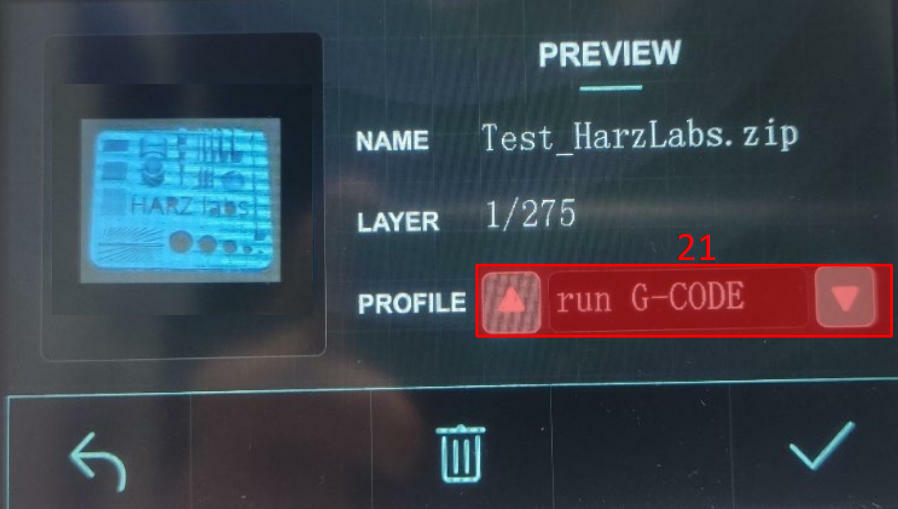 PREVIEW
NAME Test_HarzLabs.zip
HARZ labs
LAYER 1/275
21
PROFILE run G-CODE